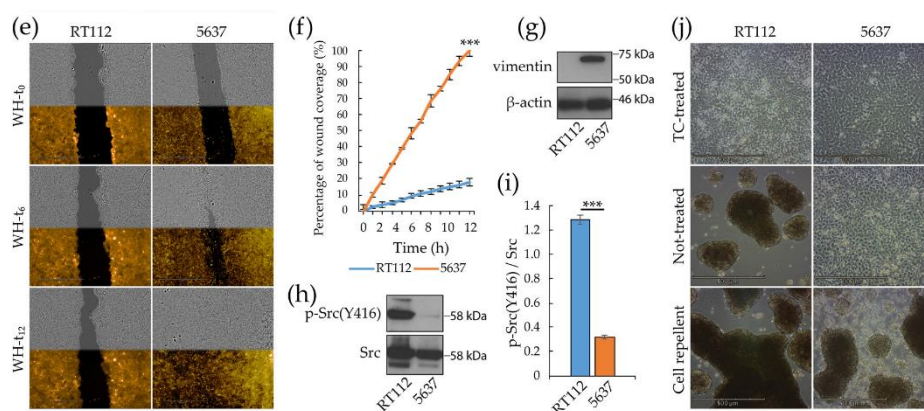 (e)
RT112 5637
WH-t0
WH-t6
WH-t12
(f)
Percentage of wound coverage (%)
100
90
80
70
60
50
40
30
20
10
0
***
0 2 4 6 8 10 12
Time (h)
RT112 5637
(g)
vimentin
75 kDa
50 kDa
β-actin
46 kDa
RT112
5637
(h)
p-Src(Y416)
58 kDa
Src
58 kDa
(i)
p-Src(Y416) / Src
1.4
1.2
1.0
0.8
0.6
0.4
0.2
0
***
RT112
5637
(j)
RT112 5637
TC-treated
Not-treated
Cell repellent